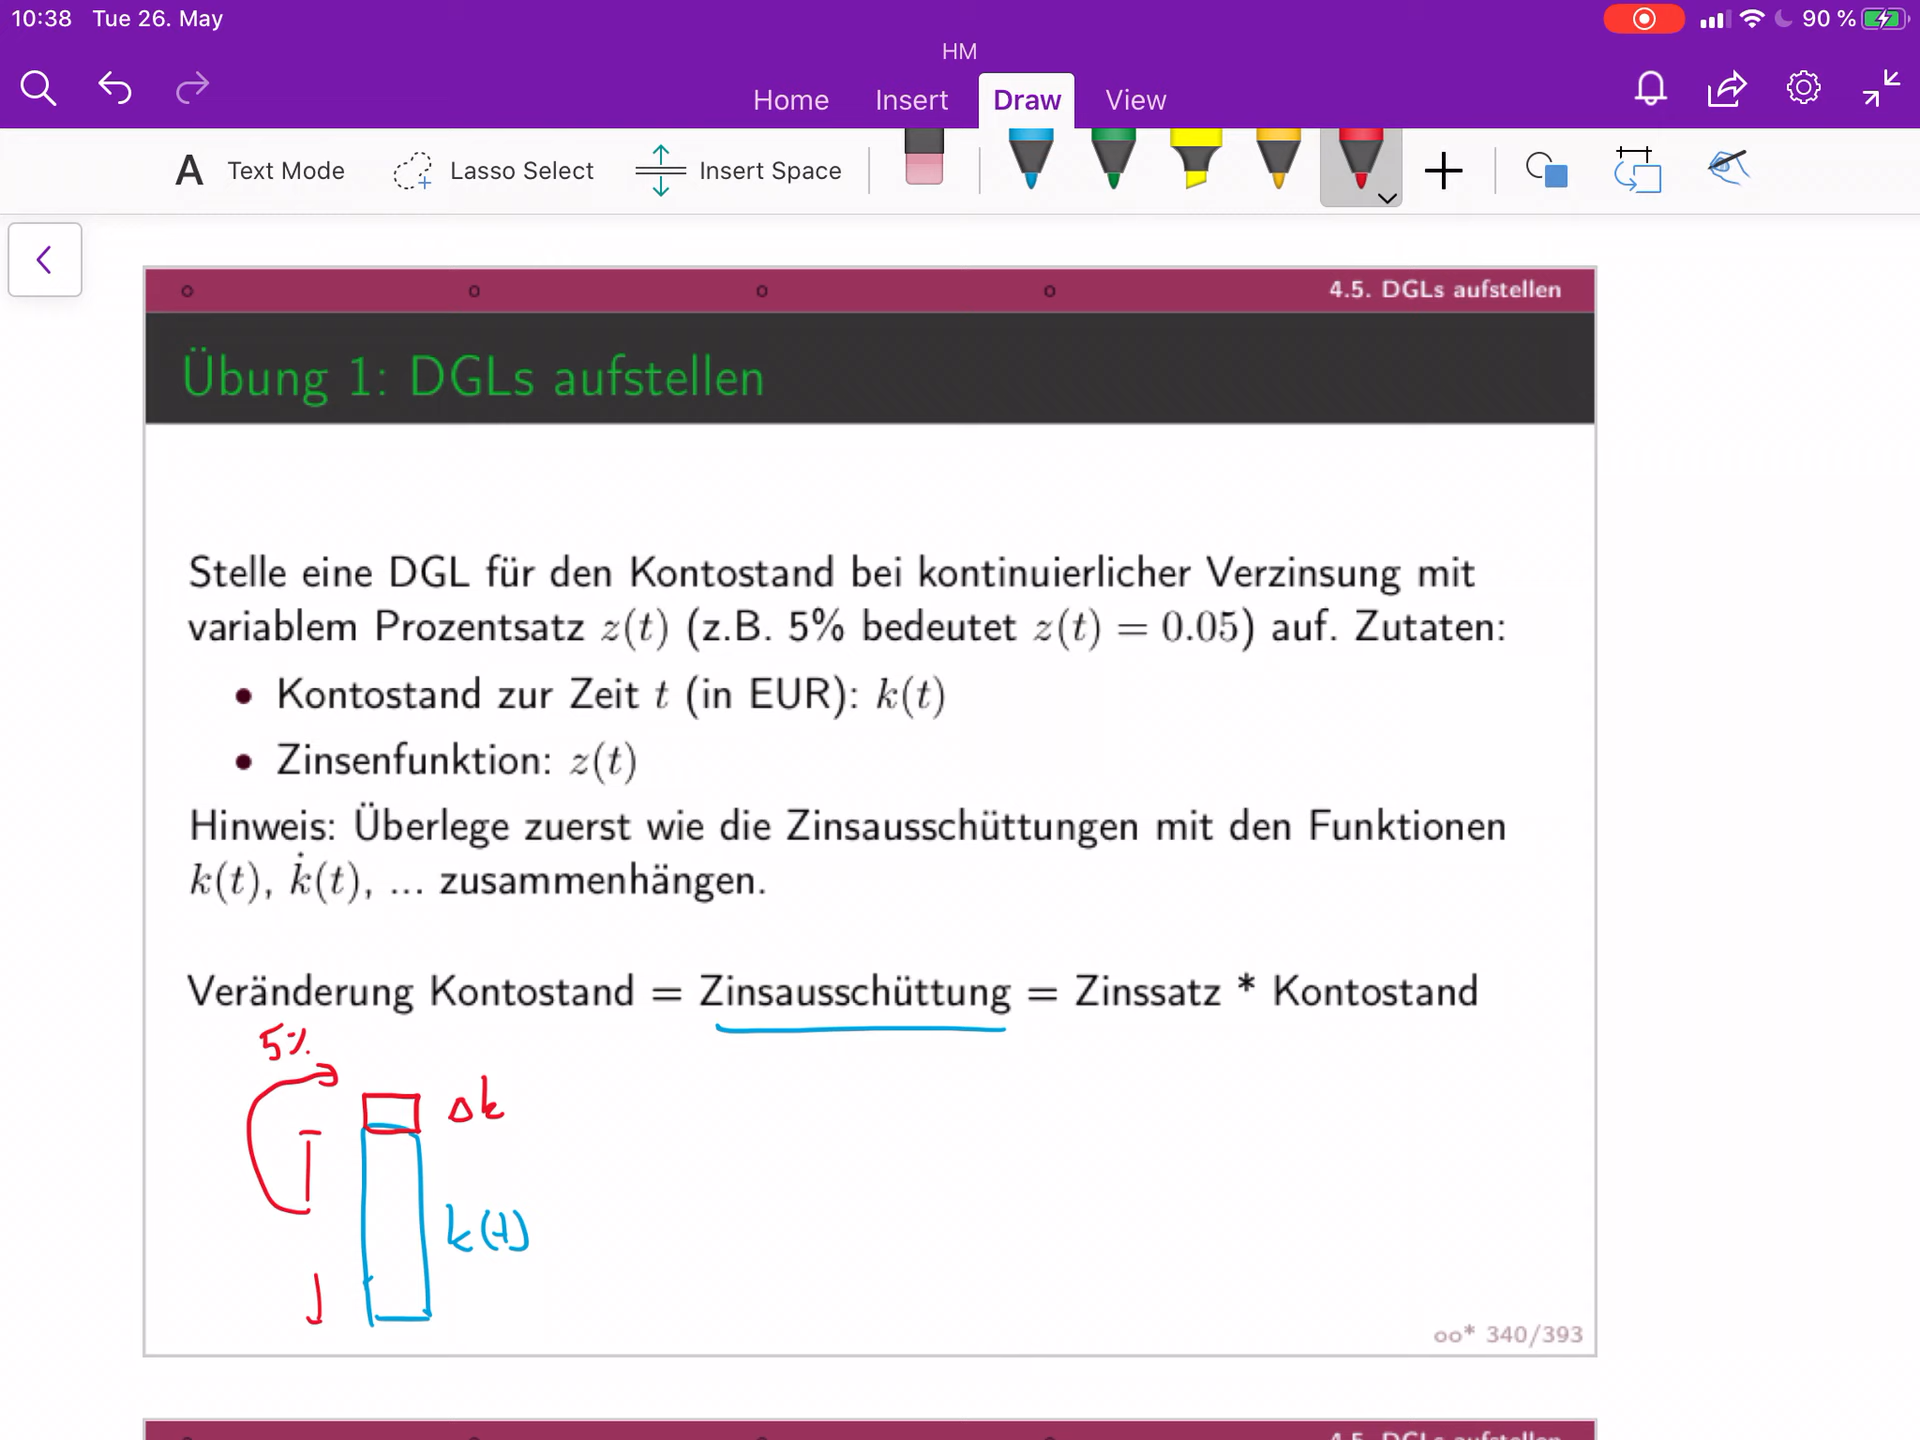 10:38 Tue 26. May
90 %
HM
Home Insert Draw View
A Text Mode Lasso Select Insert Space
4.5. DGLs aufstellen
Übung 1: DGLs aufstellen
Stelle eine DGL für den Kontostand bei kontinuierlicher Verzinsung mit
variablem Prozentsatz z(t) (z.B. 5% bedeutet z(t) = 0.05) auf. Zutaten:
• Kontostand zur Zeit t (in EUR): k(t)
• Zinsenfunktion: z(t)
Hinweis: Überlege zuerst wie die Zinsausschüttungen mit den Funktionen
k(t), k̇(t), ... zusammenhängen.
Veränderung Kontostand = Zinsausschüttung = Zinssatz * Kontostand
5%
Δk
k(t)
oo* 340/393
4.5. DGLs aufstellen